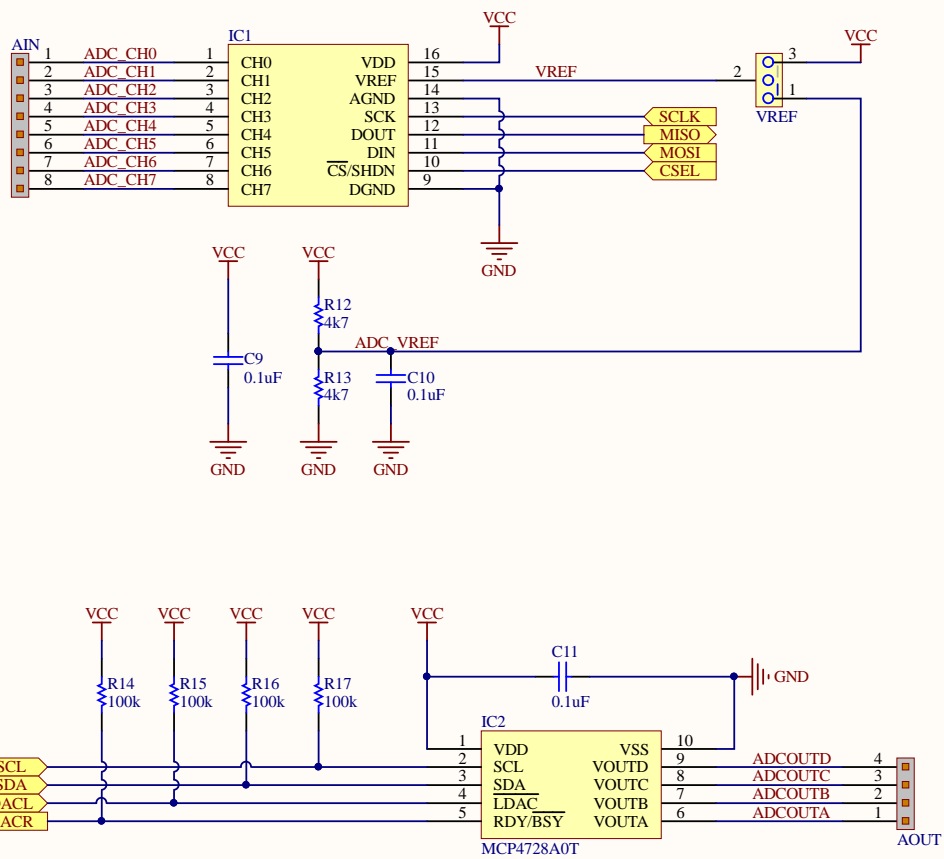 AIN
IC1
VCC
VCC
1 ADC_CH0 1 CH0 VDD 16
2 ADC_CH1 2 CH1 VREF 15 VREF 2
3 ADC_CH2 3 CH2 AGND 14
4 ADC_CH3 4 CH3 SCK 13 SCLK
5 ADC_CH4 5 CH4 DOUT 12 MISO
6 ADC_CH5 6 CH5 DIN 11 MOSI
7 ADC_CH6 7 CH6 CS/SHDN 10 CSEL
8 ADC_CH7 8 CH7 DGND 9
3
1
VREF
GND
VCC
VCC
R12
4k7
ADC_VREF
C9
0.1uF
R13
4k7
C10
0.1uF
GND
GND
GND
VCC
VCC
VCC
VCC
VCC
R14
100k
R15
100k
R16
100k
R17
100k
C11
0.1uF
GND
IC2
1 VDD VSS 10
SCL 2 SCL VOUTD 9 ADCOUTD 4
SDA 3 SDA VOUTC 8 ADCOUTC 3
ACL 4 LDAC VOUTB 7 ADCOUTB 2
ACR 5 RDY/BSY VOUTA 6 ADCOUTA 1
MCP4728A0T
AOUT